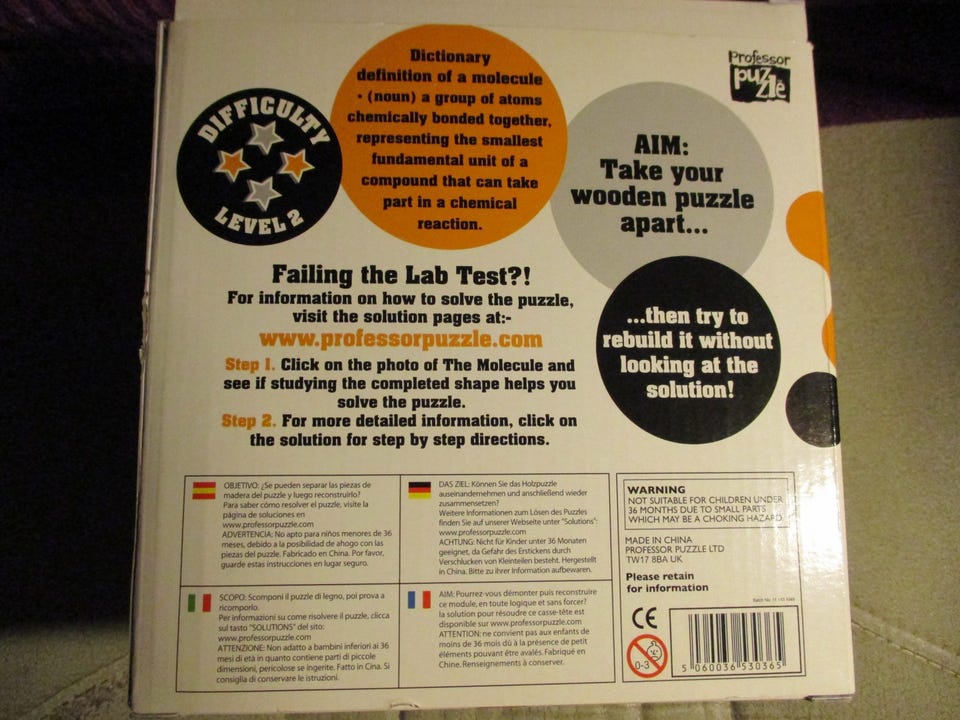 Professor
puzzle
DIFFICULTY
LEVEL 2
Dictionary
definition of a molecule
• (noun) a group of atoms
chemically bonded together,
representing the smallest
fundamental unit of a
compound that can take
part in a chemical
reaction.
AIM:
Take your
wooden puzzle
apart...
...then try to
rebuild it without
looking at the
solution!
Failing the Lab Test?!
For information on how to solve the puzzle,
visit the solution pages at:-
www.professorpuzzle.com
Step 1. Click on the photo of The Molecule and
see if studying the completed shape helps you
solve the puzzle.
Step 2. For more detailed information, click on
the solution for step by step directions.
OBJETIVO: ¿Se pueden separar las piezas de
madera del puzzle y luego reconstruirlo?
Para saber cómo resolver el puzzle, visite la
página de soluciones en
www.professorpuzzle.com
ADVERTENCIA: No apto para niños menores de 36
meses, debido a la posibilidad de ahogo con las
piezas del puzzle. Fabricado en China. Por favor,
guarde estas instrucciones en lugar seguro.
DAS ZIEL: Können Sie das Holzpuzzle
auseinandernehmen und anschließend wieder
zusammensetzen?
Weitere Informationen zum Lösen des Puzzles
finden Sie auf unserer Webseite unter "Solutions":
www.professorpuzzle.com
ACHTUNG: Nicht für Kinder unter 36 Monaten
geeignet, da Gefahr des Erstickens durch
Verschlucken von Kleinteilen besteht. Hergestellt
in China. Bitte zu ihrer Information aufbewaren.
SCOPO: Scomponi il puzzle di legno, poi prova a
ricomporlo.
Per informazioni su come risolvere il puzzle, clicca
sul tasto "SOLUTIONS" del sito:
www.professorpuzzle.com
ATTENZIONE: Non adatto a bambini inferiori ai 36
mesi di età in quanto contiene parti di piccole
dimensioni, pericolose se ingerite. Fatto in Cina. Si
consiglia di conservare le istruzioni.
AIM: Pourrez-vous démonter puis reconstruire
ce module, en toute logique et sans forcer?
la solution pour résoudre ce casse-tête est
disponible sur www.professorpuzzle.com
ATTENTION: ne convient pas aux enfants de
moins de 36 mois dû à la présence de petit
éléments pouvant être avalés. Fabriqué en
Chine. Renseignements à conserver.
WARNING
NOT SUITABLE FOR CHILDREN UNDER
36 MONTHS DUE TO SMALL PARTS
WHICH MAY BE A CHOKING HAZARD
MADE IN CHINA
PROFESSOR PUZZLE LTD
TW17 8BA UK
Please retain
for information
CE
0-3
5 060036 530365